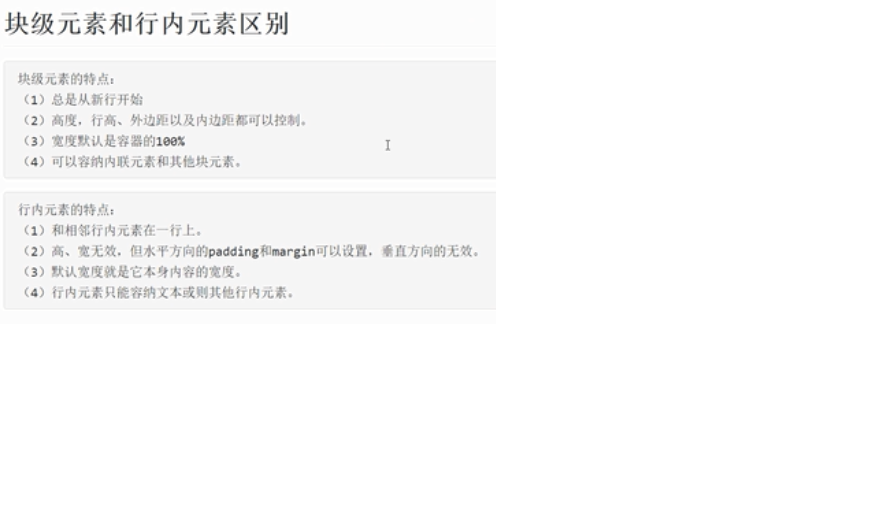 块级元素和行内元素区别
块级元素的特点：
（1）总是从新行开始
（2）高度，行高、外边距以及内边距都可以控制。
（3）宽度默认是容器的100%
（4）可以容纳内联元素和其他块元素。
行内元素的特点：
（1）和相邻行内元素在一行上。
（2）高、宽无效，但水平方向的padding和margin可以设置，垂直方向的无效。
（3）默认宽度就是它本身内容的宽度。
（4）行内元素只能容纳文本或则其他行内元素。